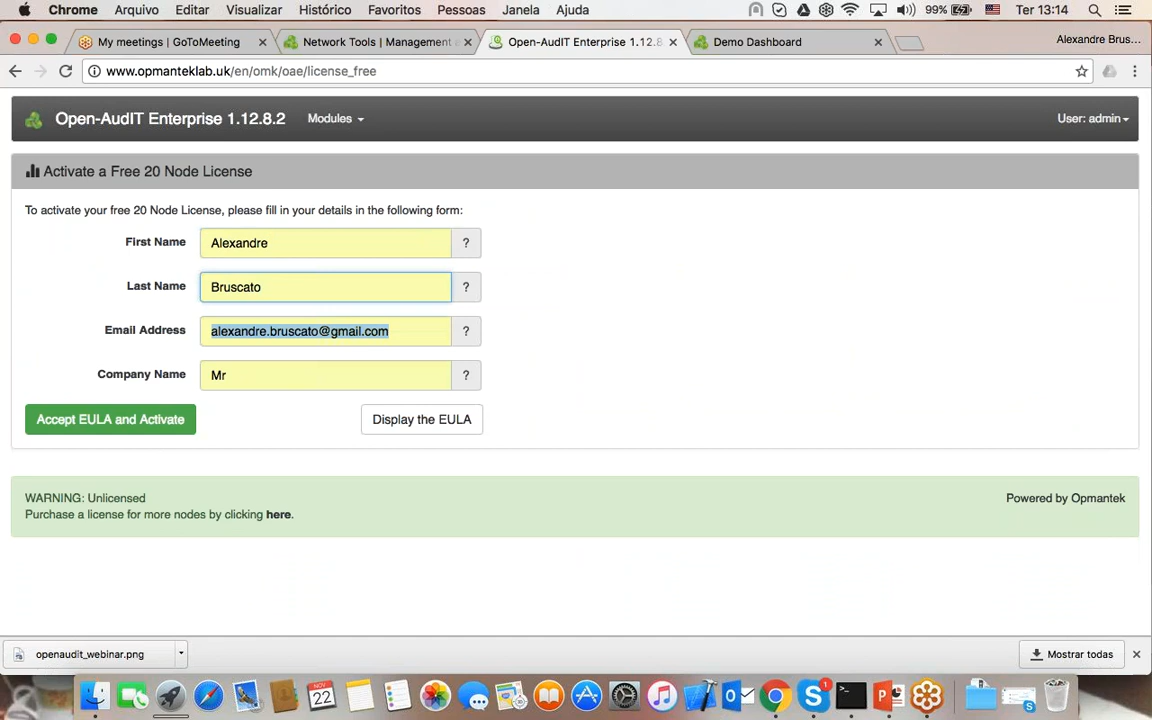 Chrome Arquivo Editar Visualizar Histórico Favoritos Pessoas Janela Ajuda 99% Ter 13:14
My meetings | GoToMeeting
Network Tools | Management
Open-AudIT Enterprise 1.12.8
Demo Dashboard
Alexandre Brus...
www.opmanteklab.uk/en/omk/oae/license_free
Open-AudIT Enterprise 1.12.8.2 Modules User: admin
Activate a Free 20 Node License
To activate your free 20 Node License, please fill in your details in the following form:
First Name Alexandre ?
Last Name Bruscato ?
Email Address alexandre.bruscato@gmail.com ?
Company Name Mr ?
Accept EULA and Activate Display the EULA
WARNING: Unlicensed Powered by Opmantek
Purchase a license for more nodes by clicking here.
openaudit_webinar.png Mostrar todas
NOV
22
1